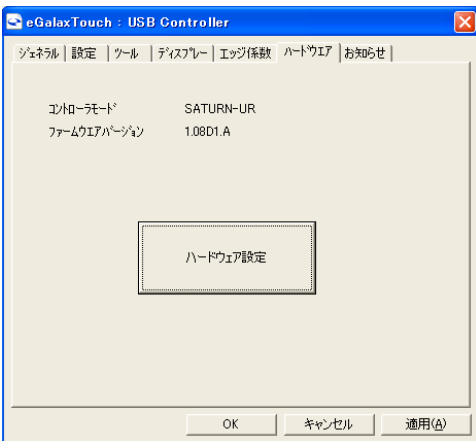 eGalaxTouch : USB Controller
ジェネラル 設定 ツール ディスプレー エッジ係数 ハードウエア お知らせ
コントローラモード SATURN-UR
ファームウエアバージョン 1.08D1.A
ハードウェア設定
OK キャンセル 適用(A)